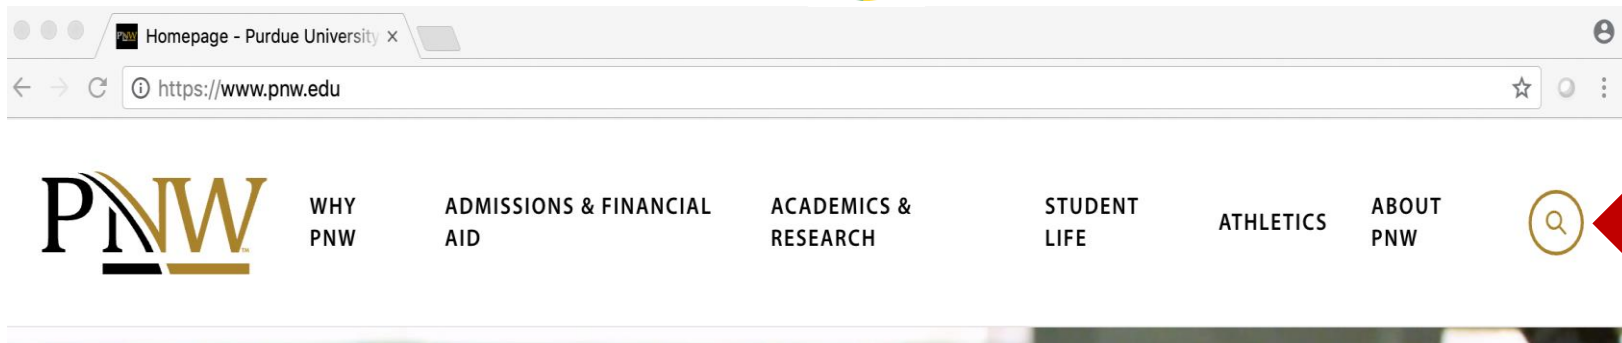 PNW Homepage - Purdue University ×
https://www.pnw.edu
PNW
WHY
PNW
ADMISSIONS & FINANCIAL
AID
ACADEMICS &
RESEARCH
STUDENT
LIFE
ATHLETICS
ABOUT
PNW